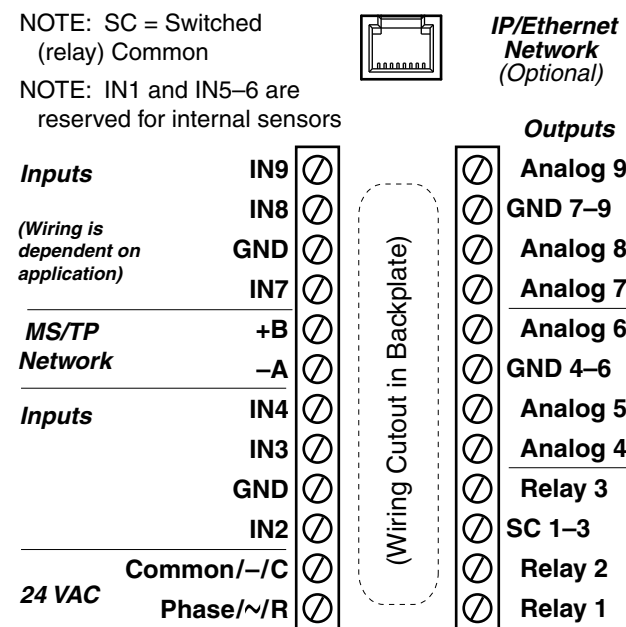 NOTE: SC = Switched
(relay) Common
NOTE: IN1 and IN5–6 are
reserved for internal sensors
IP/Ethernet
Network
(Optional)
Outputs
Inputs
(Wiring is
dependent on
application)
IN9
IN8
GND
IN7
MS/TP
Network
+B
–A
Inputs
IN4
IN3
GND
IN2
24 VAC
Common/–/C
Phase/~/R
(Wiring Cutout in Backplate)
Analog 9
GND 7–9
Analog 8
Analog 7
Analog 6
GND 4–6
Analog 5
Analog 4
Relay 3
SC 1–3
Relay 2
Relay 1